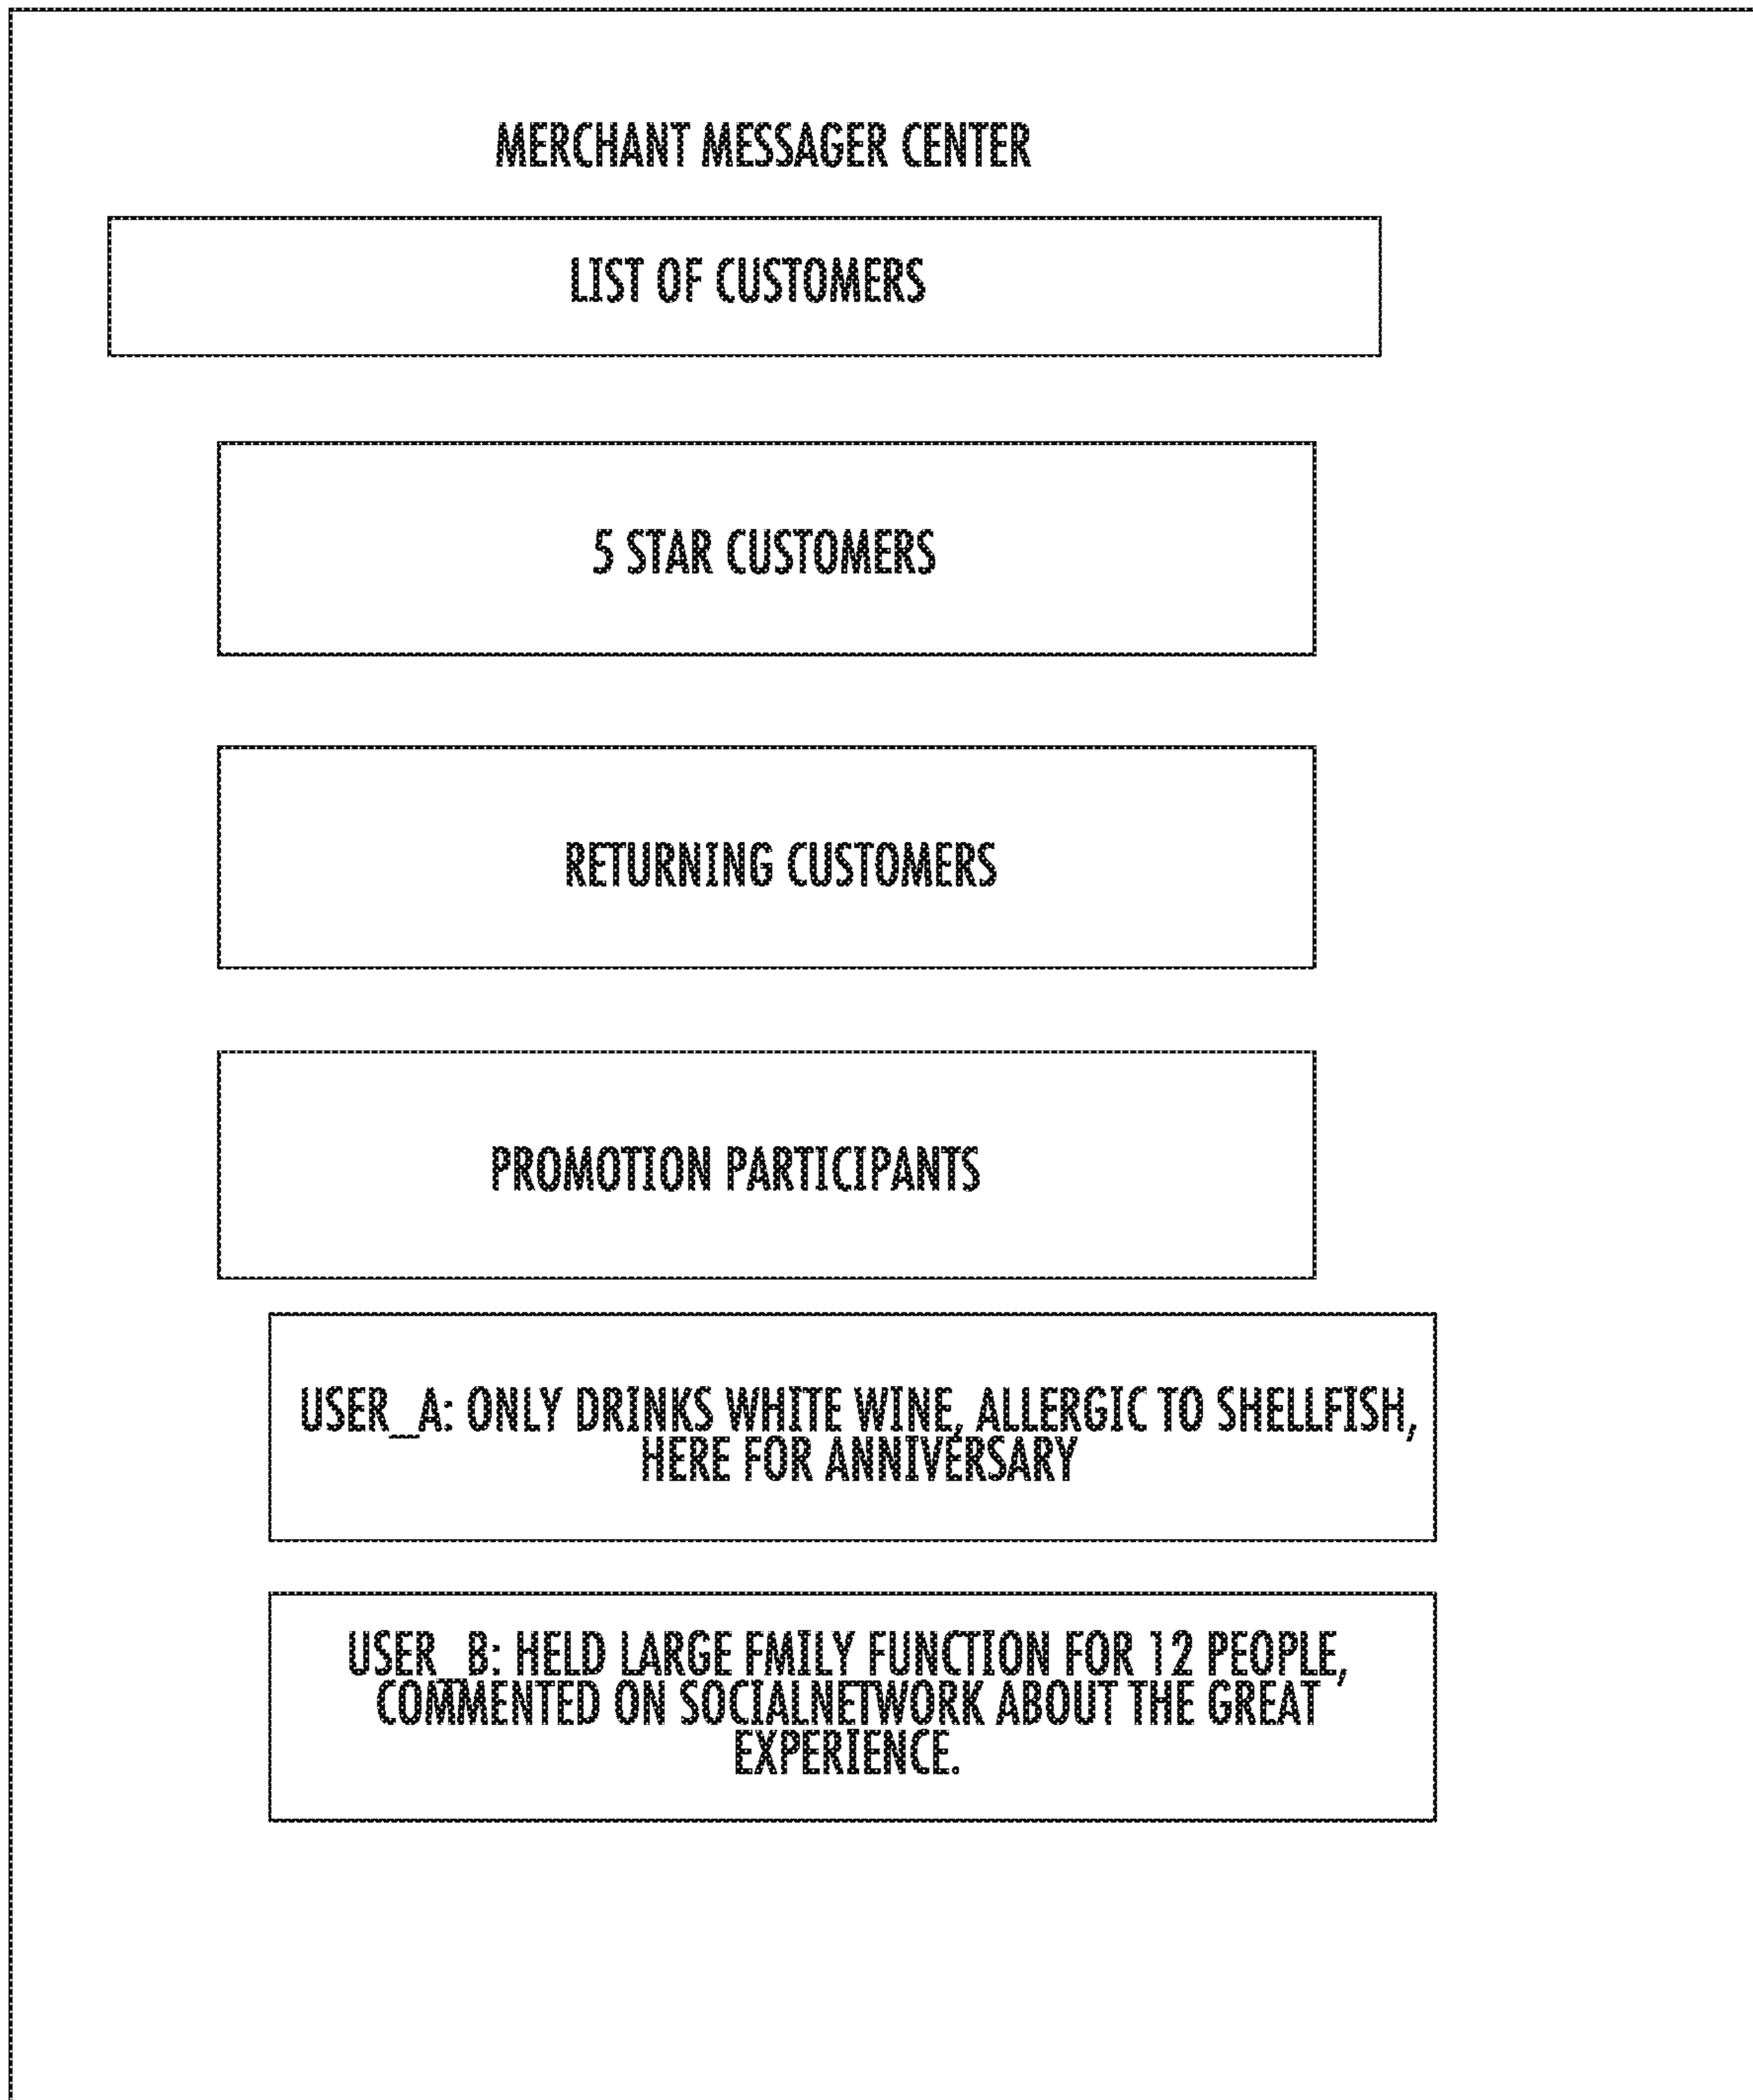 MERCHANT MESSAGER CENTER
LIST OF CUSTOMERS
5 STAR CUSTOMERS
RETURNING CUSTOMERS
PROMOTION PARTICIPANTS
USER_A: ONLY DRINKS WHITE WINE, ALLERGIC TO SHELLFISH,
HERE FOR ANNIVERSARY
USER_B: HELD LARGE FMILY FUNCTION FOR 12 PEOPLE,
COMMENTED ON SOCIALNETWORK ABOUT THE GREAT
EXPERIENCE.